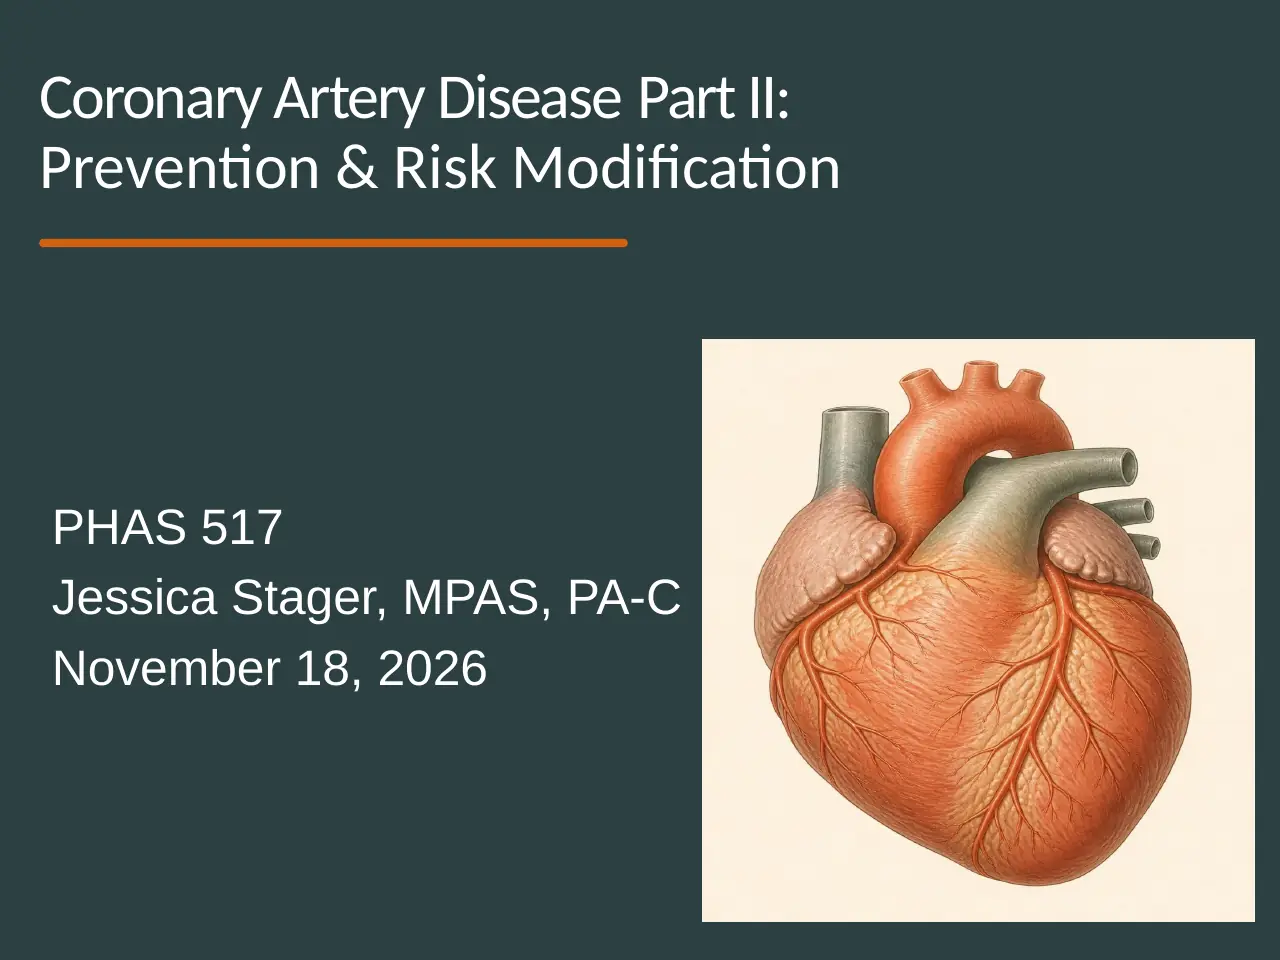 Coronary Artery Disease Part II:
Prevention & Risk Modification
PHAS 517
Jessica Stager, MPAS, PA-C
November 18, 2026